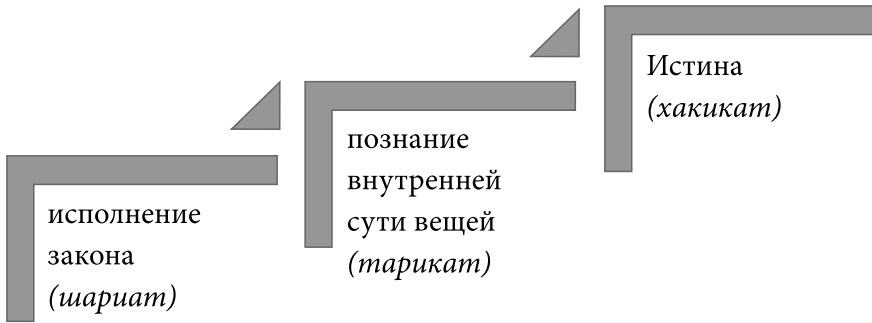 исполнение
закона
(шариат)
познание
внутренней
сути вещей
(тарикат)
Истина
(хакикат)